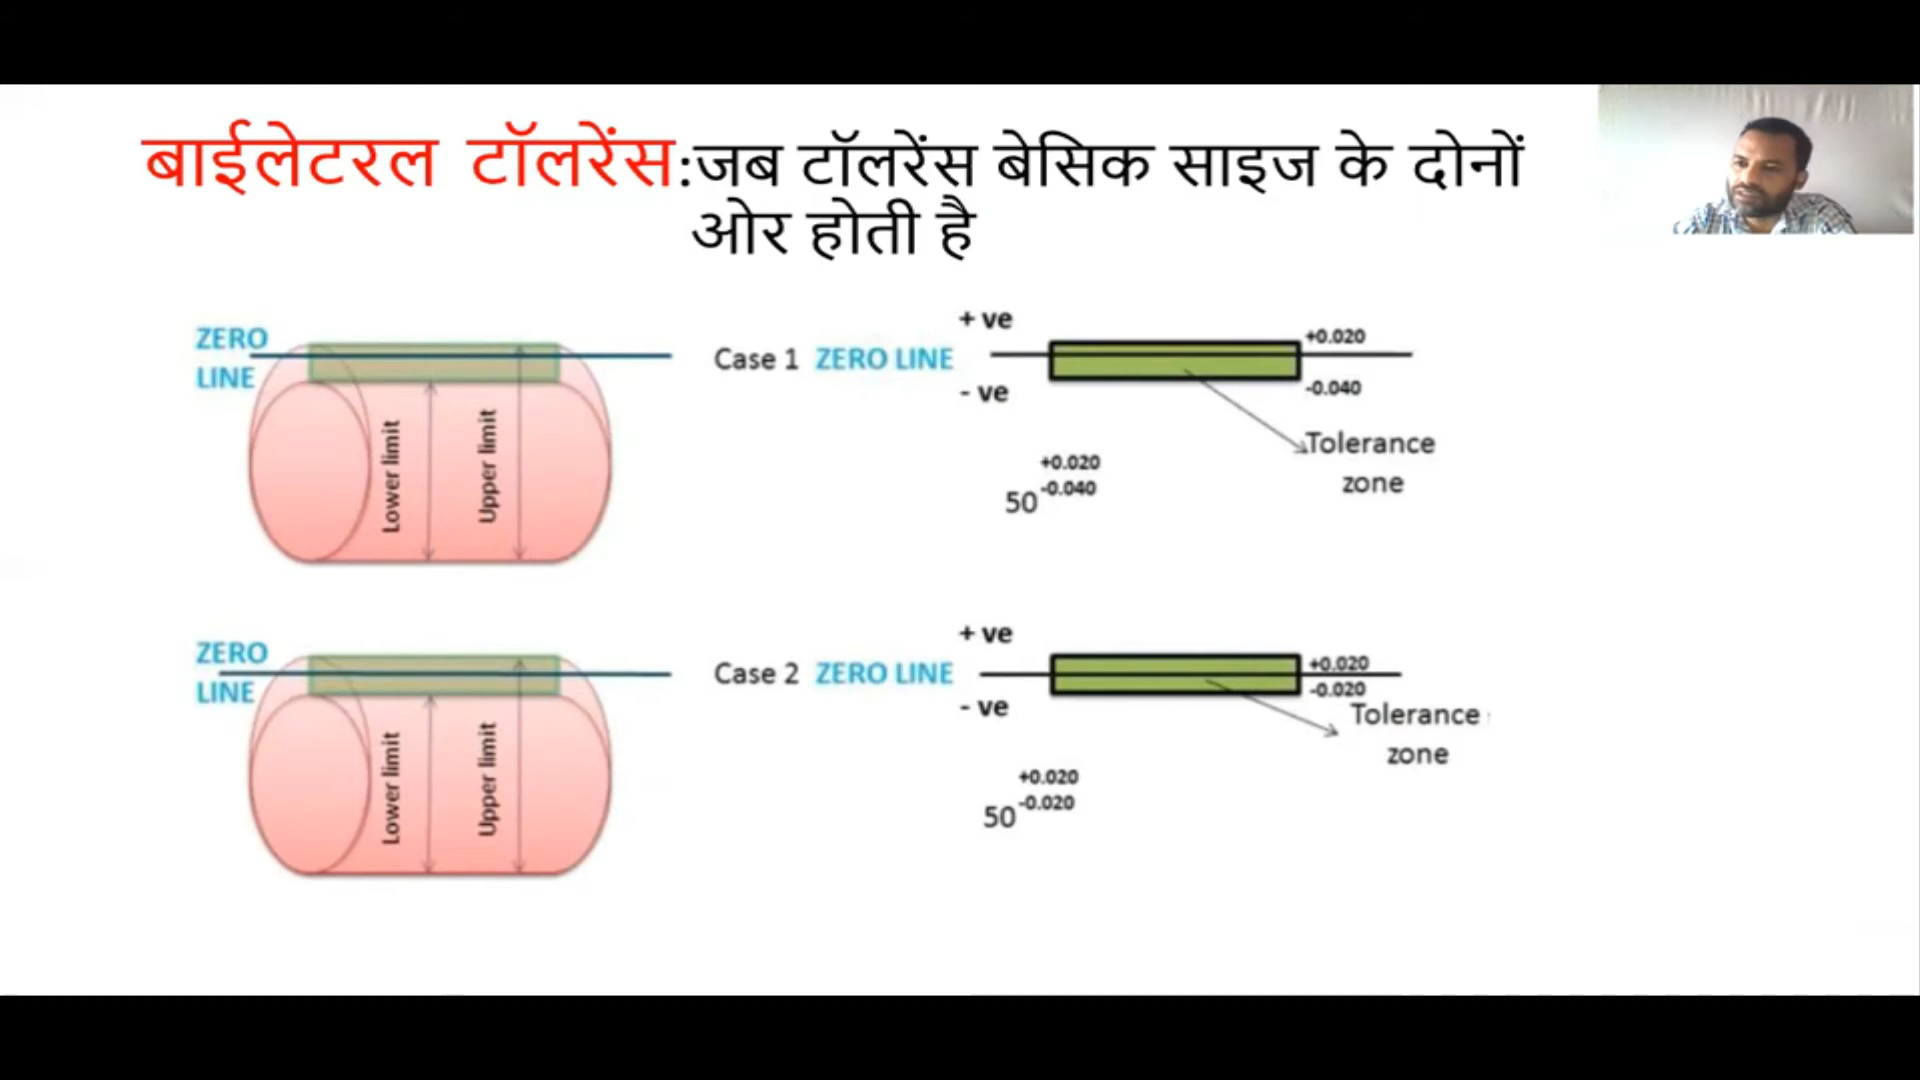 बाईलेटरल टॉलरेंस:जब टॉलरेंस बेसिक साइज के दोनों
ओर होती है
ZERO
LINE
Lower limit
Upper limit
Case 1 ZERO LINE
+ ve
- ve
+0.020
-0.040
Tolerance
zone
+0.020
50 -0.040
ZERO
LINE
Lower limit
Upper limit
Case 2 ZERO LINE
+ ve
- ve
+0.020
-0.020
Tolerance
zone
+0.020
50 -0.020